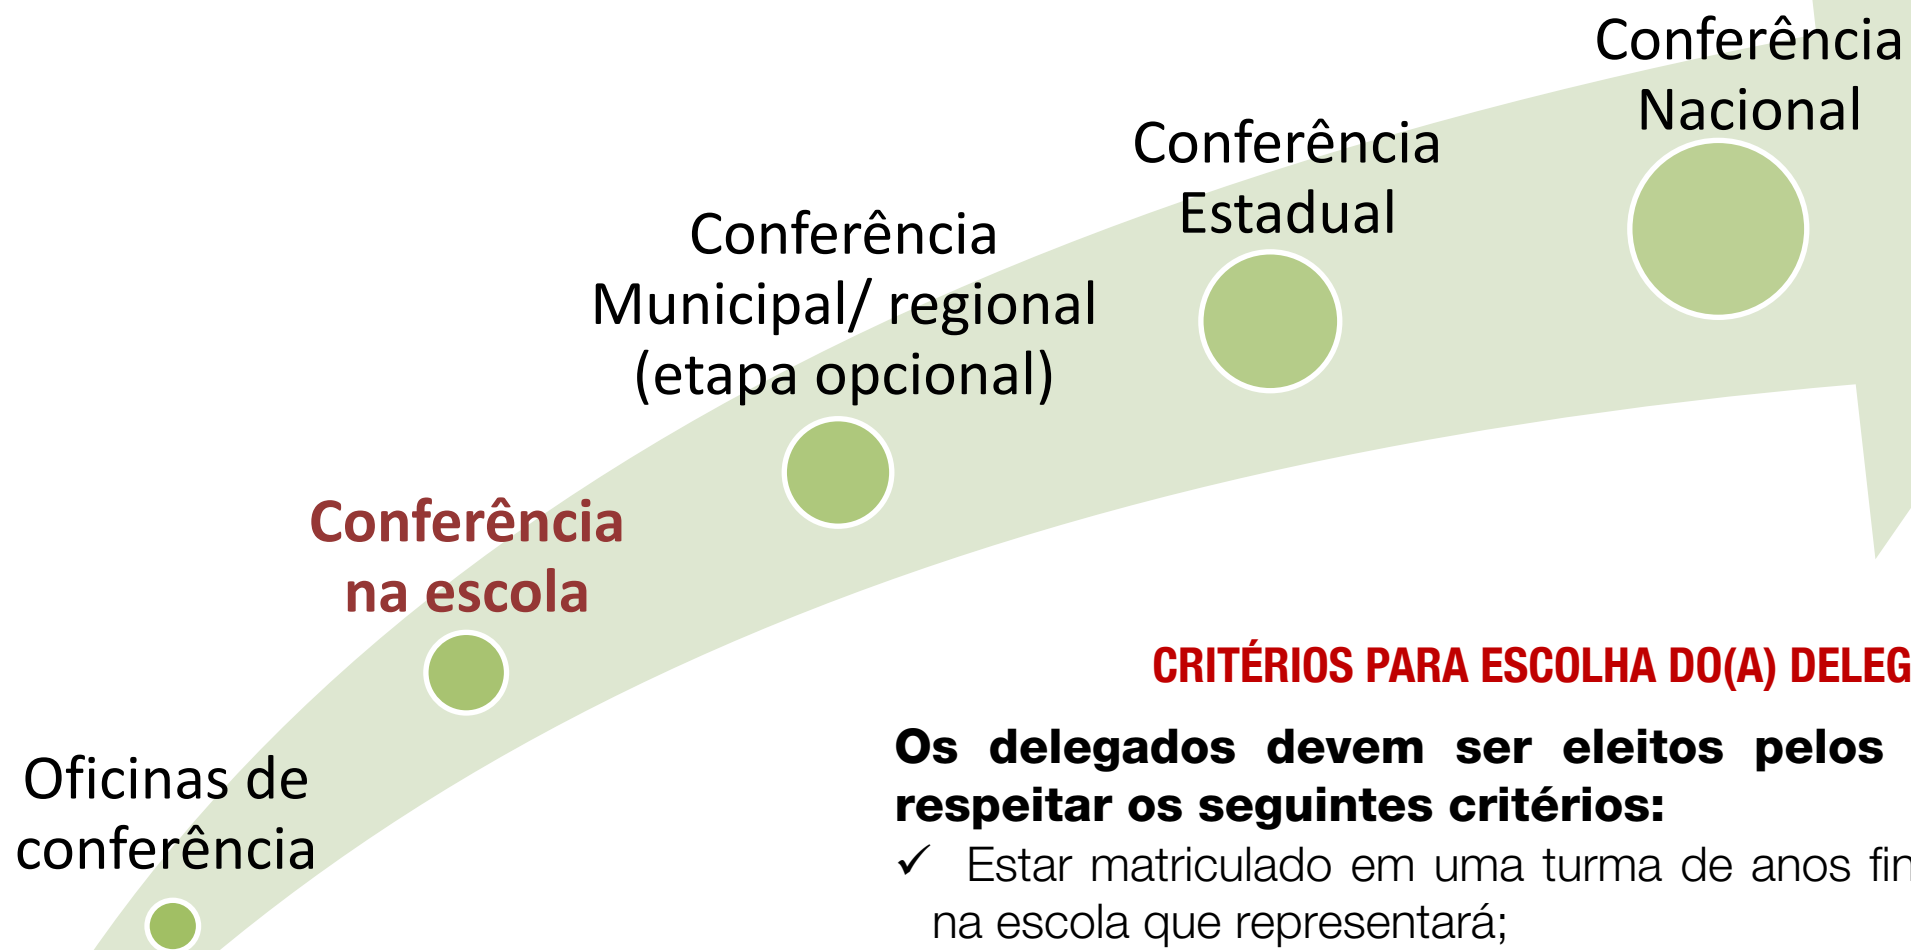 Conferência
Nacional
Conferência
Estadual
Conferência
Municipal/ regional
(etapa opcional)
Conferência
na escola
Oficinas de
conferência
CRITÉRIOS PARA ESCOLHA DO(A) DELEG
Os delegados devem ser eleitos pelos
respeitar os seguintes critérios:
✓ Estar matriculado em uma turma de anos fin
na escola que representará;